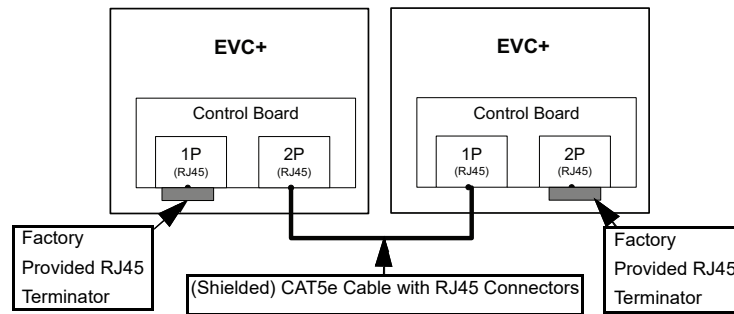 EVC+
Control Board
1P
(RJ45)
2P
(RJ45)
EVC+
Control Board
1P
(RJ45)
2P
(RJ45)
Factory
Provided RJ45
Terminator
(Shielded) CAT5e Cable with RJ45 Connectors
Factory
Provided RJ45
Terminator